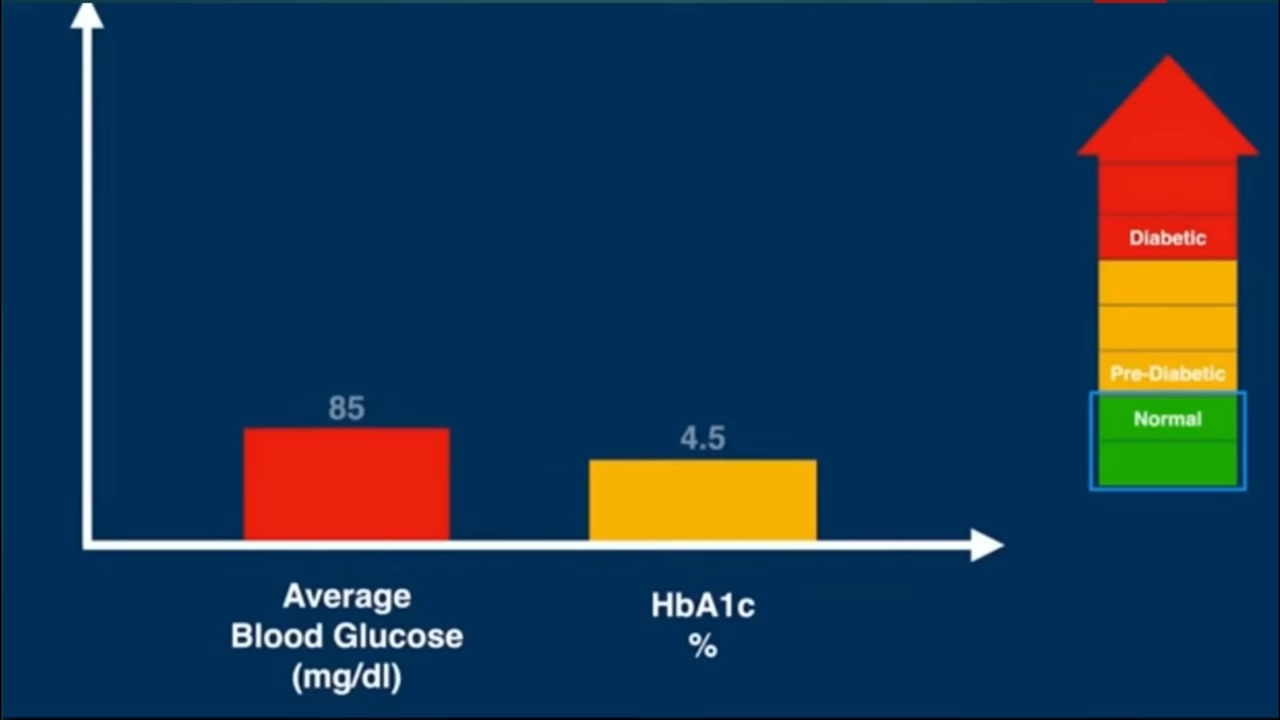 85
4.5
Average
Blood Glucose
(mg/dl)
HbA1c
%
Diabetic
Pre-Diabetic
Normal